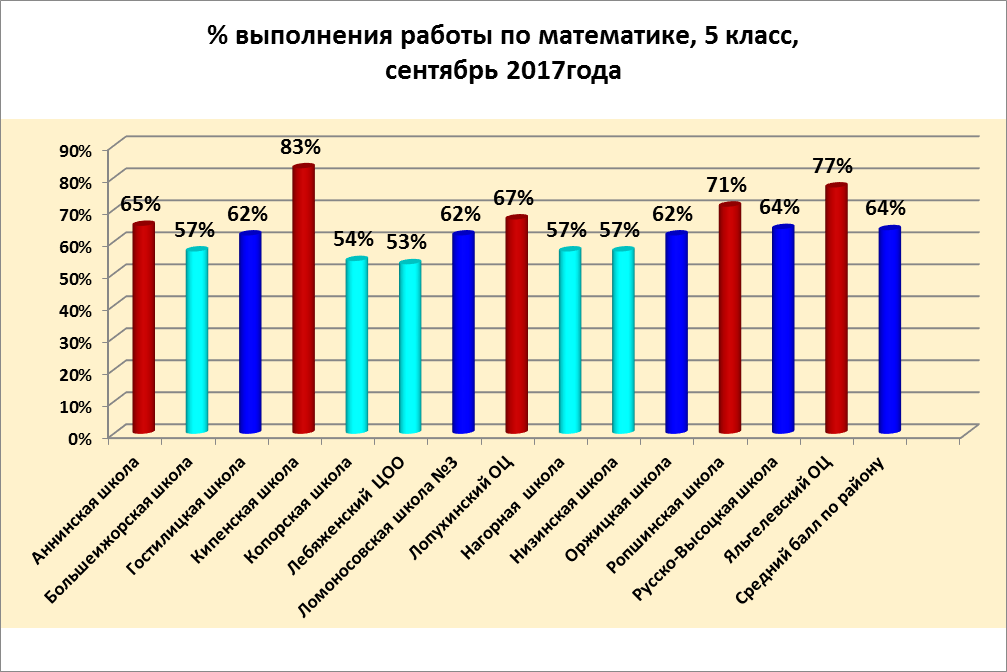 % выполнения работы по математике, 5 класс,
сентябрь 2017года
90%
80%
70%
60%
50%
40%
30%
20%
10%
0%
65%
57%
62%
83%
54%
53%
62%
67%
57%
57%
62%
71%
64%
77%
64%
Аннинская школа
Большеижорская школа
Гостилицкая школа
Кипенская школа
Копорская школа
Лебяженский ЦОО
Ломоносовская школа №3
Лопухинский ОЦ
Нагорная школа
Низинская школа
Оржицкая школа
Ропшинская школа
Русско-Высоцкая школа
Яльгелевский ОЦ
Средний балл по району